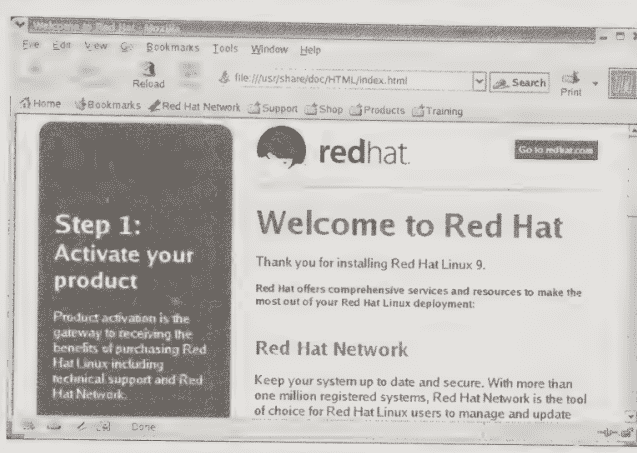 Welcome to Red Hat - Mozilla
File Edit View Go Bookmarks Tools Window Help
Reload
file:///usr/share/doc/HTML/index.html
Search
Print
Home Bookmarks Red Hat Network Support Shop Products Training
redhat.
Go to redhat.com
Step 1:
Activate your
product
Product activation is the
gateway to receiving the
benefits of purchasing Red
Hat Linux including
technical support and Red
Hat Network.
Welcome to Red Hat
Thank you for installing Red Hat Linux 9.
Red Hat offers comprehensive services and resources to make the
most out of your Red Hat Linux deployment:
Red Hat Network
Keep your system up to date and secure. With more than
one million registered systems, Red Hat Network is the tool
of choice for Red Hat Linux users to manage and update
Done